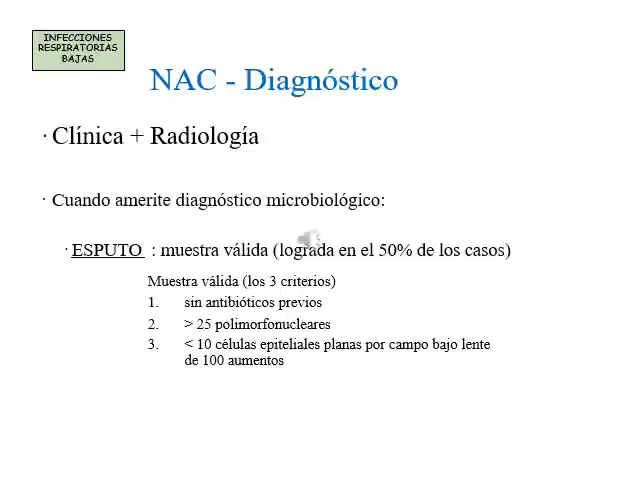 INFECCIONES
RESPIRATORIAS
BAJAS
NAC - Diagnóstico
· Clínica + Radiología
· Cuando amerite diagnóstico microbiológico:
· ESPUTO : muestra válida (lograda en el 50% de los casos)
Muestra válida (los 3 criterios)
1. sin antibióticos previos
2. > 25 polimorfonucleares
3. < 10 células epiteliales planas por campo bajo lente
de 100 aumentos